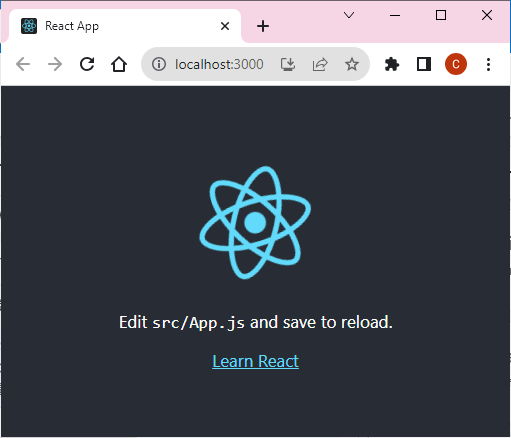 React App
localhost:3000
C
Edit src/App.js and save to reload.
Learn React